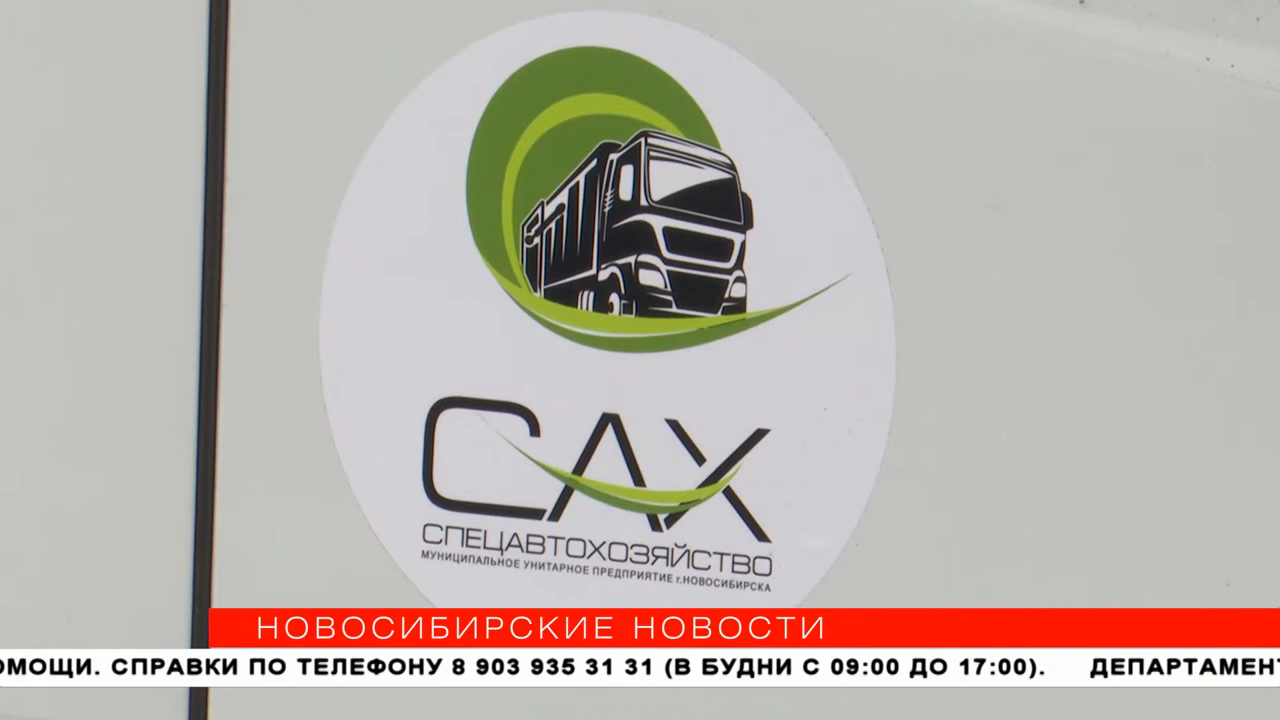 САХ
СПЕЦАВТОХОЗЯЙСТВО
МУНИЦИПАЛЬНОЕ УНИТАРНОЕ ПРЕДПРИЯТИЕ г.НОВОСИБИРСКА
НОВОСИБИРСКИЕ НОВОСТИ
ОМОЩИ. СПРАВКИ ПО ТЕЛЕФОНУ 8 903 935 31 31 (В БУДНИ С 09:00 ДО 17:00). ДЕПАРТАМЕНТ